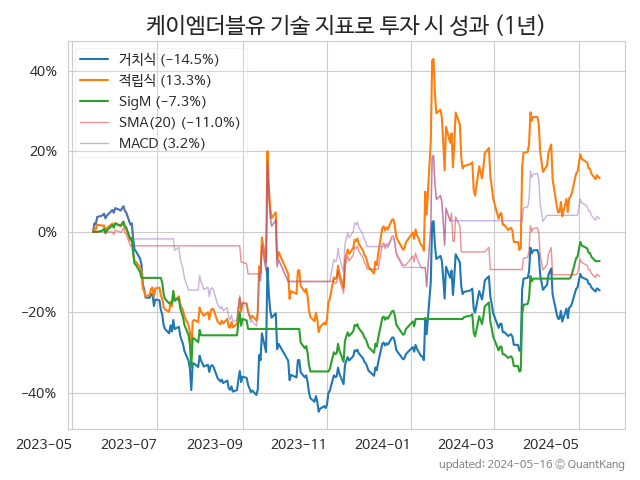 케이엠더블유 기술 지표로 투자 시 성과 (1년)
거치식 (−14.5%)
적립식 (13.3%)
SigM (−7.3%)
SMA(20) (−11.0%)
MACD (3.2%)
40%
20%
0%
−20%
−40%
2023-05 2023-07 2023-09 2023-11 2024-01 2024-03 2024-05
updated: 2024-05-16 © QuantKang